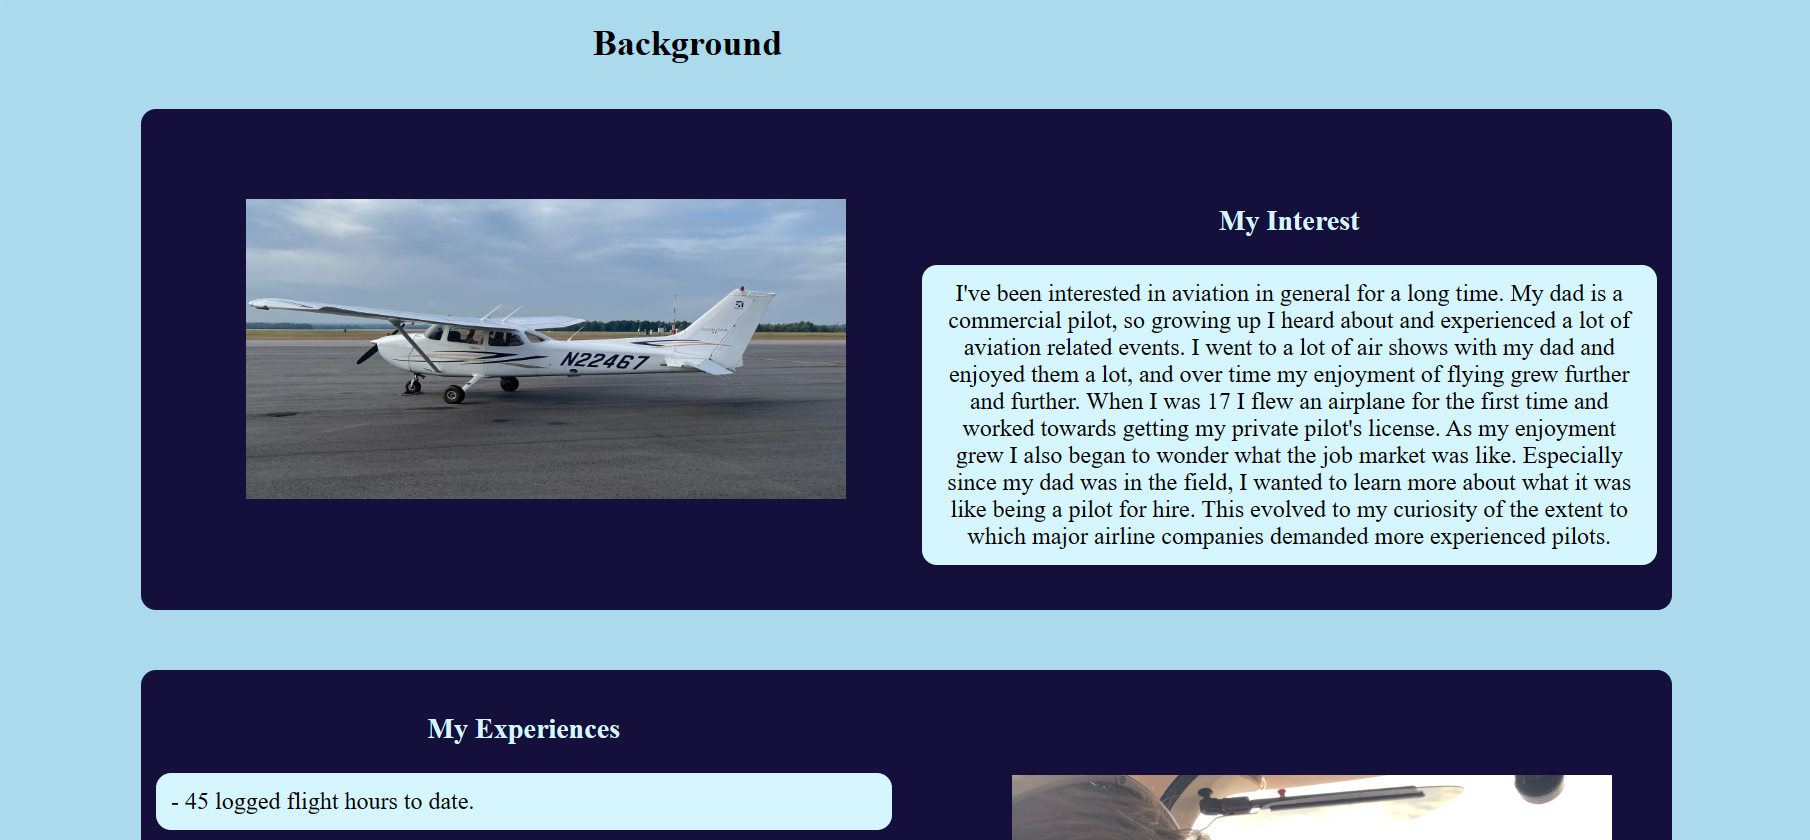 Background
My Interest
I've been interested in aviation in general for a long time. My dad is a
commercial pilot, so growing up I heard about and experienced a lot of
aviation related events. I went to a lot of air shows with my dad and
enjoyed them a lot, and over time my enjoyment of flying grew further
and further. When I was 17 I flew an airplane for the first time and
worked towards getting my private pilot's license. As my enjoyment
grew I also began to wonder what the job market was like. Especially
since my dad was in the field, I wanted to learn more about what it was
like being a pilot for hire. This evolved to my curiosity of the extent to
which major airline companies demanded more experienced pilots.
N22467
My Experiences
- 45 logged flight hours to date.